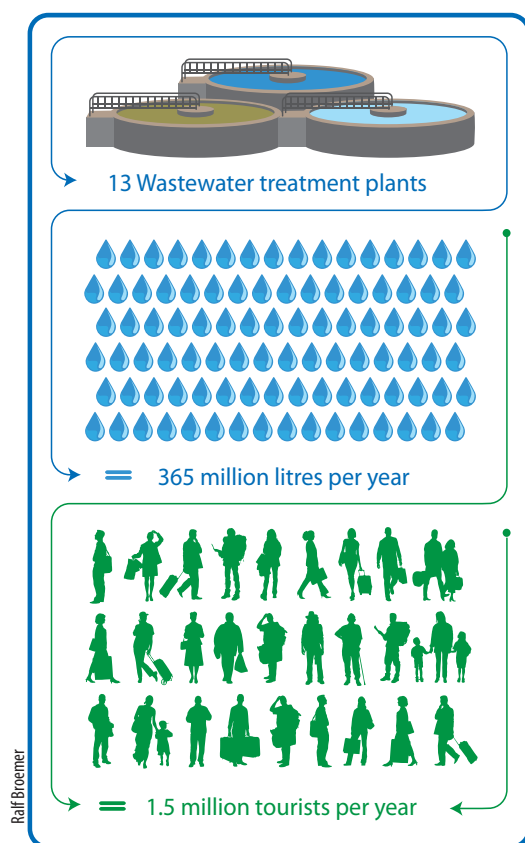 13 Wastewater treatment plants
= 365 million litres per year
= 1.5 million tourists per year
Ralf Broemer